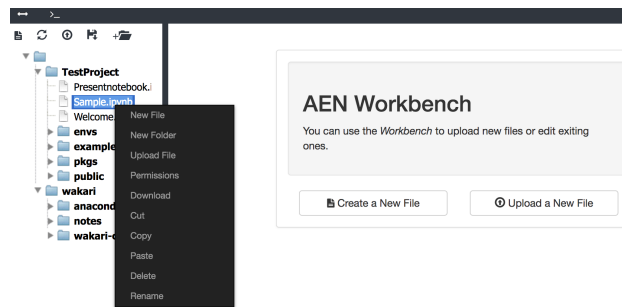 >_
TestProject
Presentnotebook.i
Sample.ipynb
Welcome.
envs
example
pkgs
public
wakari
anacond
notes
wakari-c
New File
New Folder
Upload File
Permissions
Download
Cut
Copy
Paste
Delete
Rename
AEN Workbench
You can use the Workbench to upload new files or edit exiting
ones.
Create a New File
Upload a New File